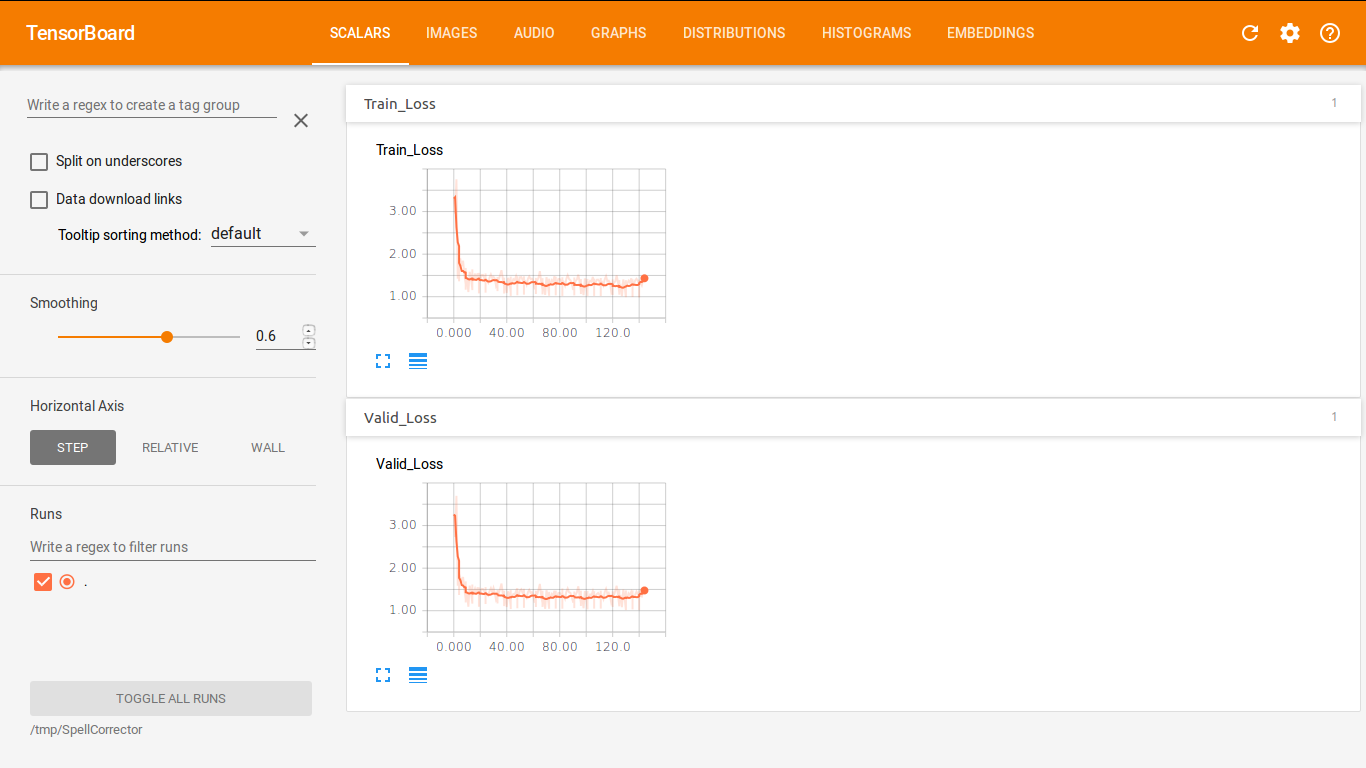 TensorBoard
SCALARS IMAGES AUDIO GRAPHS DISTRIBUTIONS HISTOGRAMS EMBEDDINGS
Write a regex to create a tag group
Split on underscores
Data download links
Tooltip sorting method: default
Smoothing
0.6
Horizontal Axis
STEP RELATIVE WALL
Runs
Write a regex to filter runs
.
TOGGLE ALL RUNS
/tmp/SpellCorrector
Train_Loss 1
Train_Loss
3.00
2.00
1.00
0.000 40.00 80.00 120.0
Valid_Loss 1
Valid_Loss
3.00
2.00
1.00
0.000 40.00 80.00 120.0